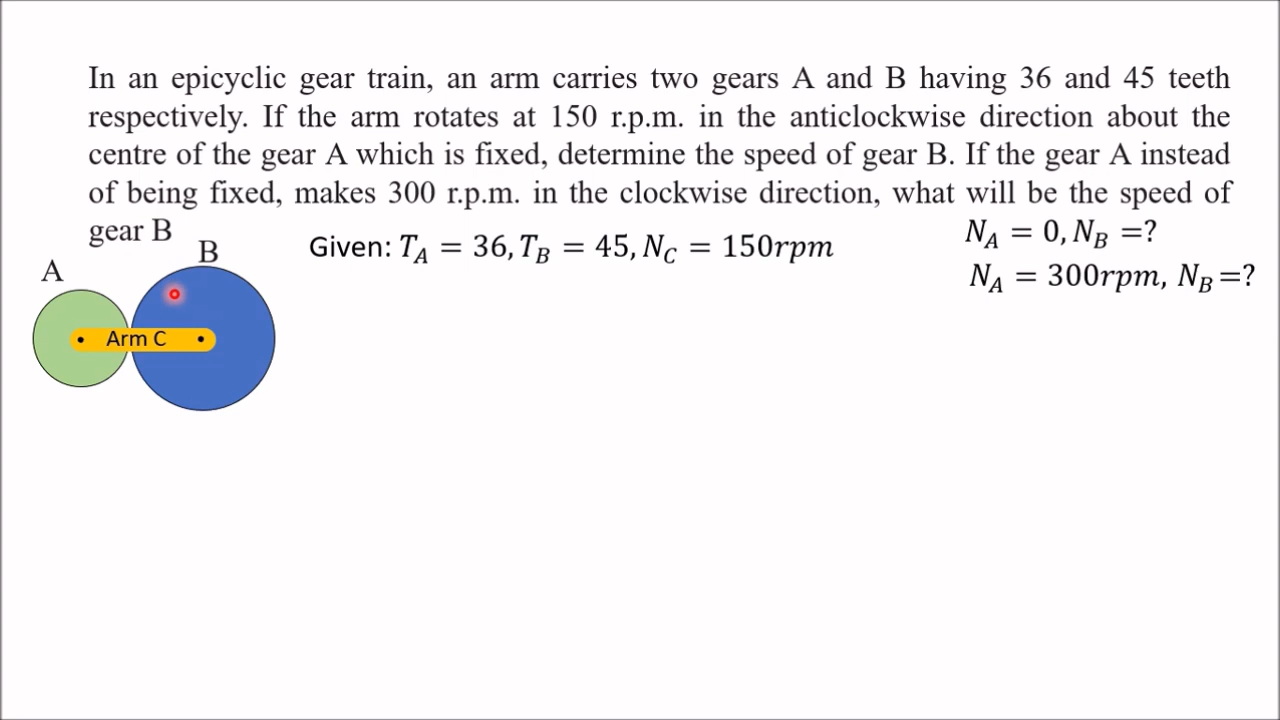 In an epicyclic gear train, an arm carries two gears A and B having 36 and 45 teeth
respectively. If the arm rotates at 150 r.p.m. in the anticlockwise direction about the
centre of the gear A which is fixed, determine the speed of gear B. If the gear A instead
of being fixed, makes 300 r.p.m. in the clockwise direction, what will be the speed of
gear B
Given: T_A = 36, T_B = 45, N_C = 150rpm
N_A = 0, N_B =?
N_A = 300rpm, N_B =?
B
A
Arm C